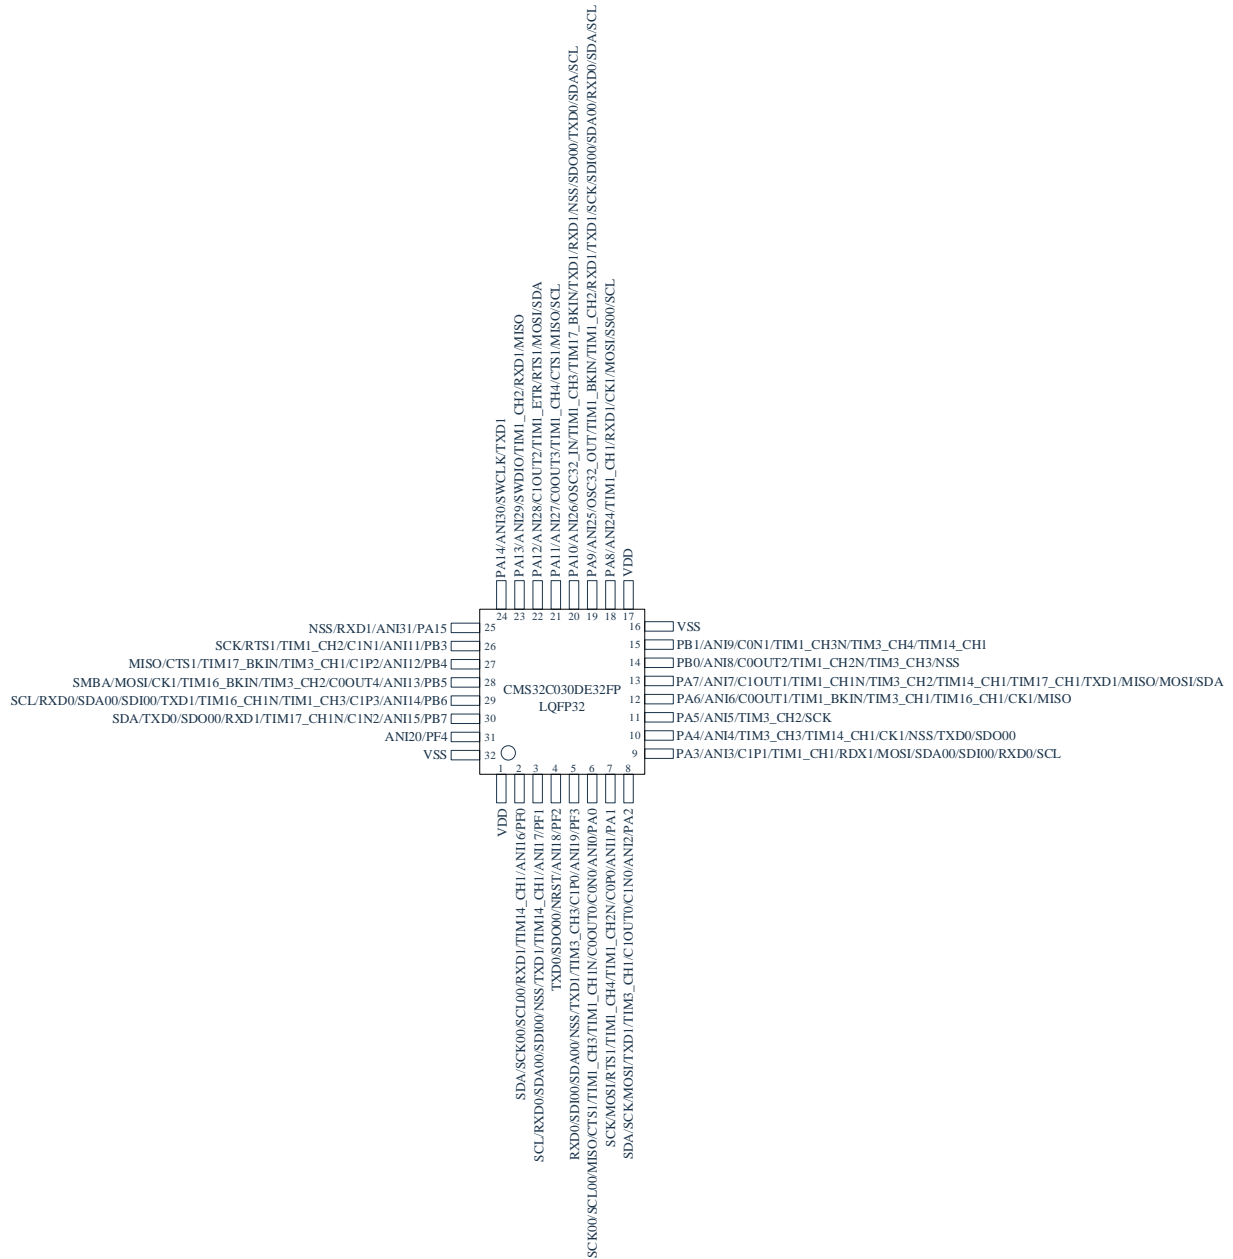 PA14/ANI30/SWCLK/TXD1
PA13/ANI29/SWDIO/TIM1_CH2/RXD1/MISO
PA12/ANI28/C1OUT2/TIM1_ETR/RTS1/MOSI/SDA
PA11/ANI27/C0OUT3/TIM1_CH4/CTS1/MISO/SCL
PA10/ANI26/OSC32_IN/TIM1_CH3/TIM17_BKIN/TXD1/RXD1/NSS/SDO00/TXD0/SDA/SCL
PA9/ANI25/OSC32_OUT/TIM1_BKIN/TIM1_CH2/RXD1/TXD1/SCK/SDI00/SDA00/RXD0/SDA/SCL
PA8/ANI24/TIM1_CH1/RXD1/CK1/MOSI/SS00/SCL
VDD
24 23 22 21 20 19 18 17
NSS/RXD1/ANI31/PA15 25
SCK/RTS1/TIM1_CH2/C1N1/ANI11/PB3 26
MISO/CTS1/TIM17_BKIN/TIM3_CH1/C1P2/ANI12/PB4 27
SMBA/MOSI/CK1/TIM16_BKIN/TIM3_CH2/C0OUT4/ANI13/PB5 28
SCL/RXD0/SDA00/SDI00/TXD1/TIM16_CH1N/TIM1_CH3/C1P3/ANI14/PB6 29
SDA/TXD0/SDO00/RXD1/TIM17_CH1N/C1N2/ANI15/PB7 30
ANI20/PF4 31
VSS 32
CMS32C030DE32FP
LQFP32
16 VSS
15 PB1/ANI9/C0N1/TIM1_CH3N/TIM3_CH4/TIM14_CH1
14 PB0/ANI8/C0OUT2/TIM1_CH2N/TIM3_CH3/NSS
13 PA7/ANI7/C1OUT1/TIM1_CH1N/TIM3_CH2/TIM14_CH1/TIM17_CH1/TXD1/MISO/MOSI/SDA
12 PA6/ANI6/C0OUT1/TIM1_BKIN/TIM3_CH1/TIM16_CH1/CK1/MISO
11 PA5/ANI5/TIM3_CH2/SCK
10 PA4/ANI4/TIM3_CH3/TIM14_CH1/CK1/NSS/TXD0/SDO00
9 PA3/ANI3/C1P1/TIM1_CH1/RDX1/MOSI/SDA00/SDI00/RXD0/SCL
1 2 3 4 5 6 7 8
VDD
SDA/SCK00/SCL00/RXD1/TIM14_CH1/ANI16/PF0
SCL/RXD0/SDA00/SDI00/NSS/TXD1/TIM14_CH1/ANI17/PF1
TXD0/SDO00/NRST/ANI18/PF2
RXD0/SDI00/SDA00/NSS/TXD1/TIM3_CH3/C1P0/ANI19/PF3
SCK00/SCL00/MISO/CTS1/TIM1_CH3/TIM1_CH1N/C0OUT0/C0N0/ANI0/PA0
SCK/MOSI/RTS1/TIM1_CH4/TIM1_CH2N/C0P0/ANI1/PA1
SDA/SCK/MOSI/TXD1/TIM3_CH1/C1OUT0/C1N0/ANI2/PA2